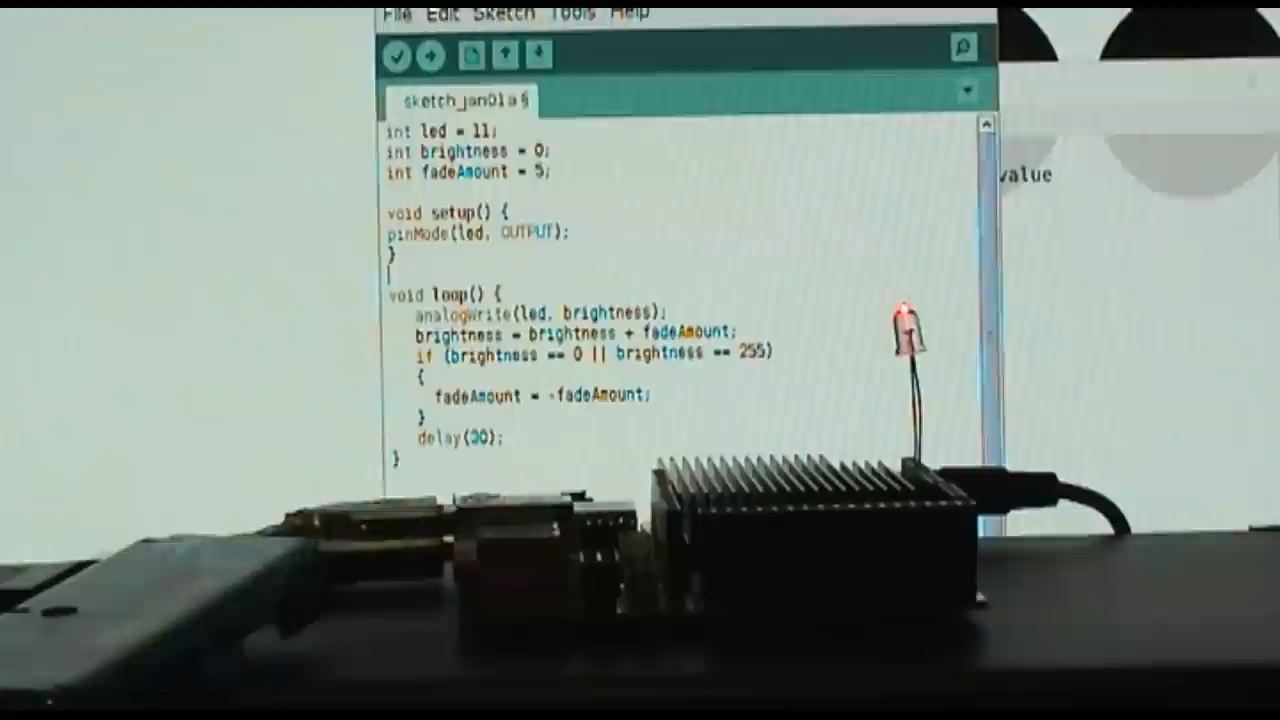 File Edit Sketch Tools Help
sketch_jan01a §
int led = 11;
int brightness = 0;
int fadeAmount = 5;
value
void setup() {
pinMode(led, OUTPUT);
}
void loop() {
analogWrite(led, brightness);
brightness = brightness + fadeAmount;
if (brightness == 0 || brightness == 255)
{
fadeAmount = -fadeAmount;
}
delay(30);
}